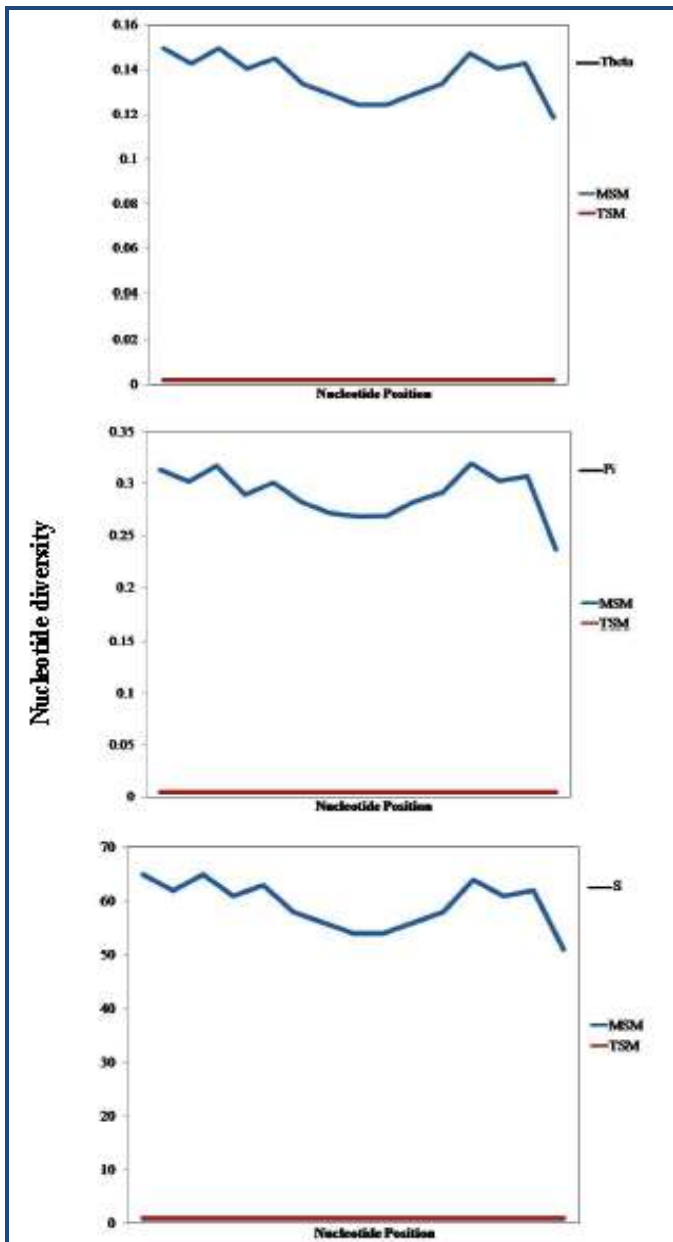 0.16
Theta
0.14
0.12
0.1
MSM
0.08
TSM
0.06
0.04
0.02
0
Nucleotide Position
0.35
Pi
0.3
0.25
0.2
MSM
TSM
0.15
0.1
0.05
0
Nucleotide Position
Nucleotide diversity
70
S
60
50
40
MSM
TSM
30
20
10
0
Nucleotide Position